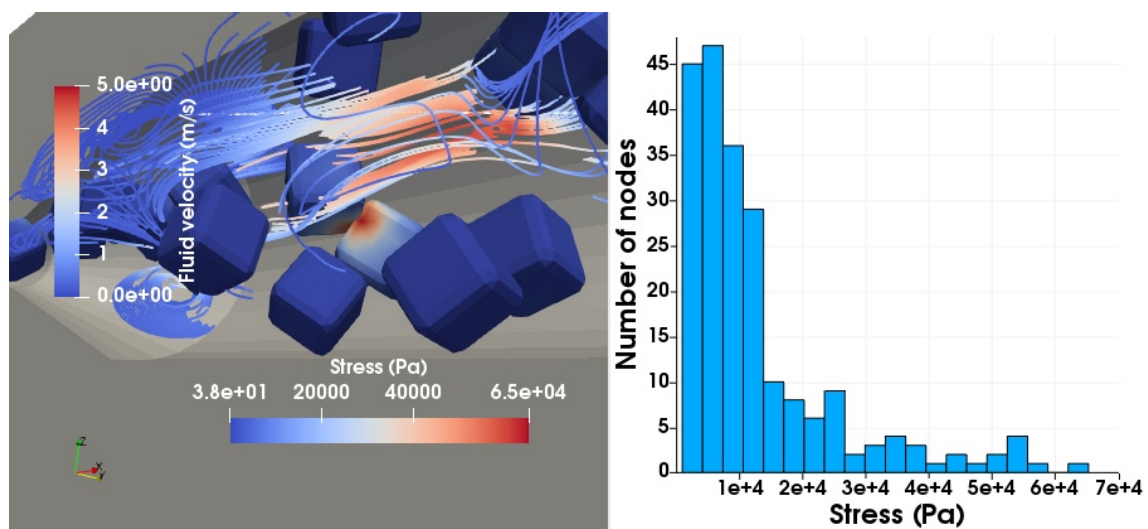 5.0e+00
4
3
2
1
0.0e+00
Fluid velocity (m/s)
Stress (Pa)
3.8e+01 20000 40000 6.5e+04
Z
X
Y
Number of nodes
45
40
35
30
25
20
15
10
5
0
1e+4 2e+4 3e+4 4e+4 5e+4 6e+4 7e+4
Stress (Pa)